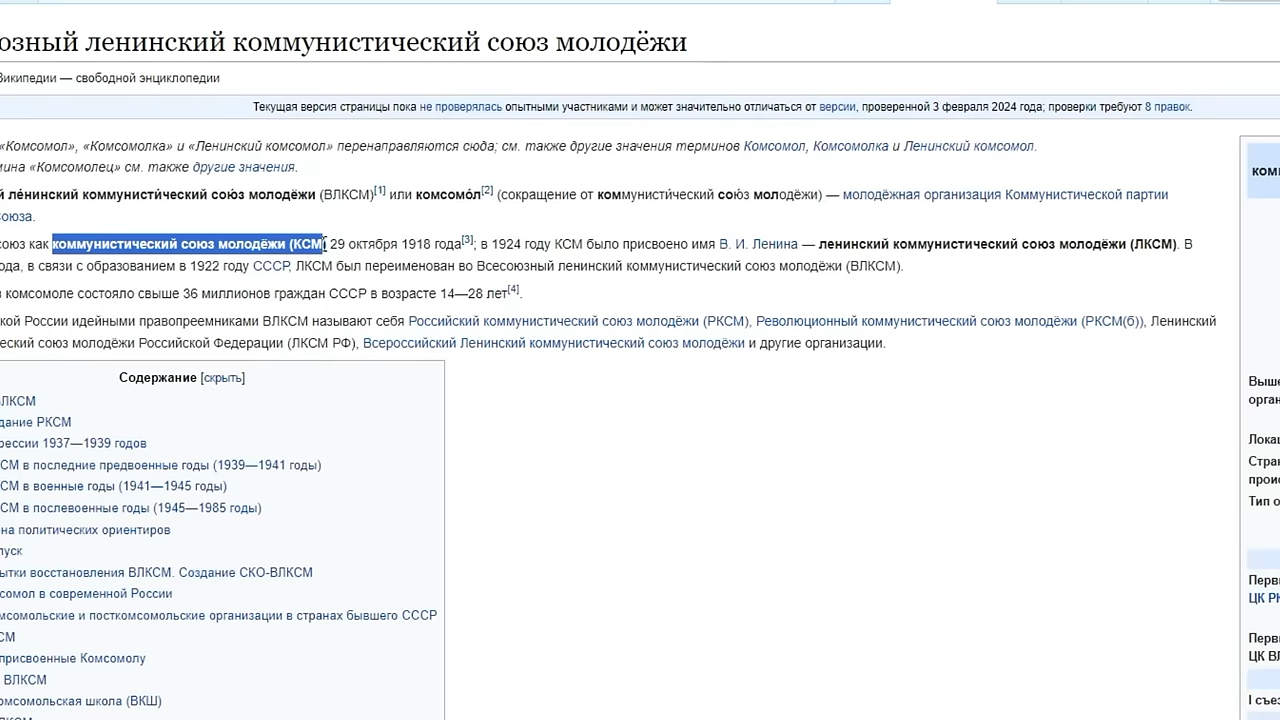 озный ленинский коммунистический союз молодёжи
Википедии — свободной энциклопедии
Текущая версия страницы пока не проверялась опытными участниками и может значительно отличаться от версии, проверенной 3 февраля 2024 года; проверки требуют 8 правок.
«Комсомол», «Комсомолка» и «Ленинский комсомол» перенаправляются сюда; см. также другие значения терминов Комсомол, Комсомолка и Ленинский комсомол.
мина «Комсомолец» см. также другие значения.
й ле́нинский коммунисти́ческий сою́з молодёжи (ВЛКСМ)[1] или комсомо́л[2] (сокращение от коммунисти́ческий сою́з молодёжи) — молодёжная организация Коммунистической партии
оюза.
союз как коммунистический союз молодёжи (КСМ) 29 октября 1918 года[3]; в 1924 году КСМ было присвоено имя В. И. Ленина — ленинский коммунистический союз молодёжи (ЛКСМ). В
ода, в связи с образованием в 1922 году СССР, ЛКСМ был переименован во Всесоюзный ленинский коммунистический союз молодёжи (ВЛКСМ).
в комсомоле состояло свыше 36 миллионов граждан СССР в возрасте 14—28 лет[4].
кой России идейными правопреемниками ВЛКСМ называют себя Российский коммунистический союз молодёжи (РКСМ), Революционный коммунистический союз молодёжи (РКСМ(б)), Ленинский
еский союз молодёжи Российской Федерации (ЛКСМ РФ), Всероссийский Ленинский коммунистический союз молодёжи и другие организации.
Содержание [скрыть]
ВЛКСМ
дание РКСМ
рессии 1937—1939 годов
СМ в последние предвоенные годы (1939—1941 годы)
СМ в военные годы (1941—1945 годы)
СМ в послевоенные годы (1945—1985 годы)
на политических ориентиров
пуск
ытки восстановления ВЛКСМ. Создание СКО-ВЛКСМ
сомол в современной России
мсомольские и посткомсомольские организации в странах бывшего СССР
СМ
присвоенные Комсомолу
ВЛКСМ
омсомольская школа (ВКШ)
ком
Выше
орган
Локац
Стран
проис
Тип о
Перви
ЦК РК
Перви
ЦК ВЛ
I съез